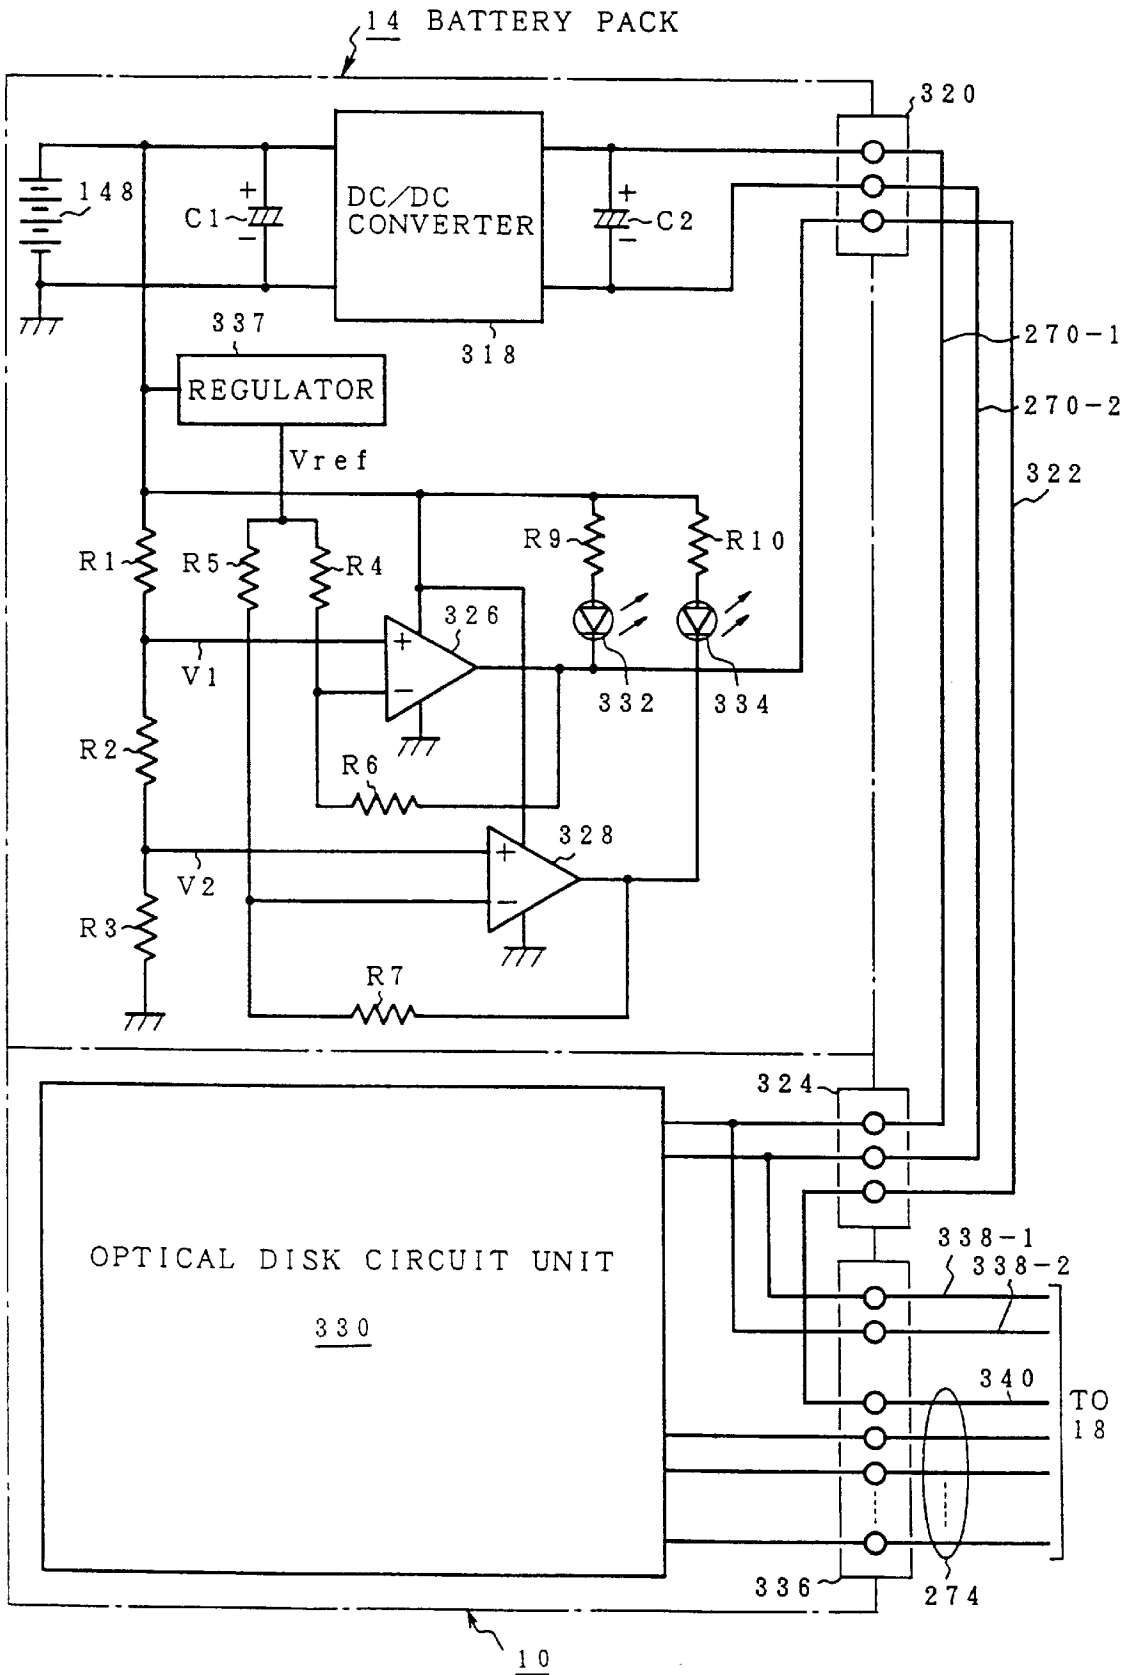 14 BATTERY PACK
320
148
+
C1
−
DC/DC
CONVERTER
+
C2
−
337
318
270-1
REGULATOR
270-2
Vref
322
R1
R5
R4
R9
R10
326
+
V1
−
332
334
R2
R6
328
+
V2
−
R3
R7
324
OPTICAL DISK CIRCUIT UNIT
330
338-1
338-2
340
TO
18
336
274
10